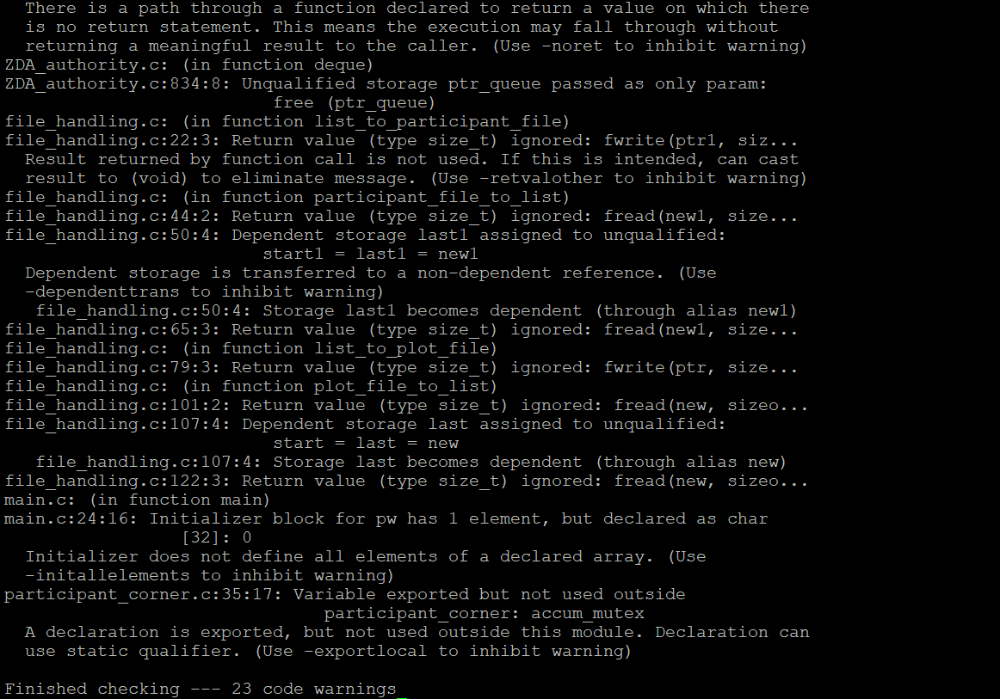 There is a path through a function declared to return a value on which there
is no return statement. This means the execution may fall through without
returning a meaningful result to the caller. (Use -noret to inhibit warning)
ZDA_authority.c: (in function deque)
ZDA_authority.c:834:8: Unqualified storage ptr_queue passed as only param:
free (ptr_queue)
file_handling.c: (in function list_to_participant_file)
file_handling.c:22:3: Return value (type size_t) ignored: fwrite(ptr1, siz...
Result returned by function call is not used. If this is intended, can cast
result to (void) to eliminate message. (Use -retvalother to inhibit warning)
file_handling.c: (in function participant_file_to_list)
file_handling.c:44:2: Return value (type size_t) ignored: fread(new1, size...
file_handling.c:50:4: Dependent storage last1 assigned to unqualified:
start1 = last1 = new1
Dependent storage is transferred to a non-dependent reference. (Use
-dependenttrans to inhibit warning)
file_handling.c:50:4: Storage last1 becomes dependent (through alias new1)
file_handling.c:65:3: Return value (type size_t) ignored: fread(new1, size...
file_handling.c: (in function list_to_plot_file)
file_handling.c:79:3: Return value (type size_t) ignored: fwrite(ptr, size...
file_handling.c: (in function plot_file_to_list)
file_handling.c:101:2: Return value (type size_t) ignored: fread(new, sizeo...
file_handling.c:107:4: Dependent storage last assigned to unqualified:
start = last = new
file_handling.c:107:4: Storage last becomes dependent (through alias new)
file_handling.c:122:3: Return value (type size_t) ignored: fread(new, sizeo...
main.c: (in function main)
main.c:24:16: Initializer block for pw has 1 element, but declared as char
[32]: 0
Initializer does not define all elements of a declared array. (Use
-initallelements to inhibit warning)
participant_corner.c:35:17: Variable exported but not used outside
participant_corner: accum_mutex
A declaration is exported, but not used outside this module. Declaration can
use static qualifier. (Use -exportlocal to inhibit warning)
Finished checking --- 23 code warnings